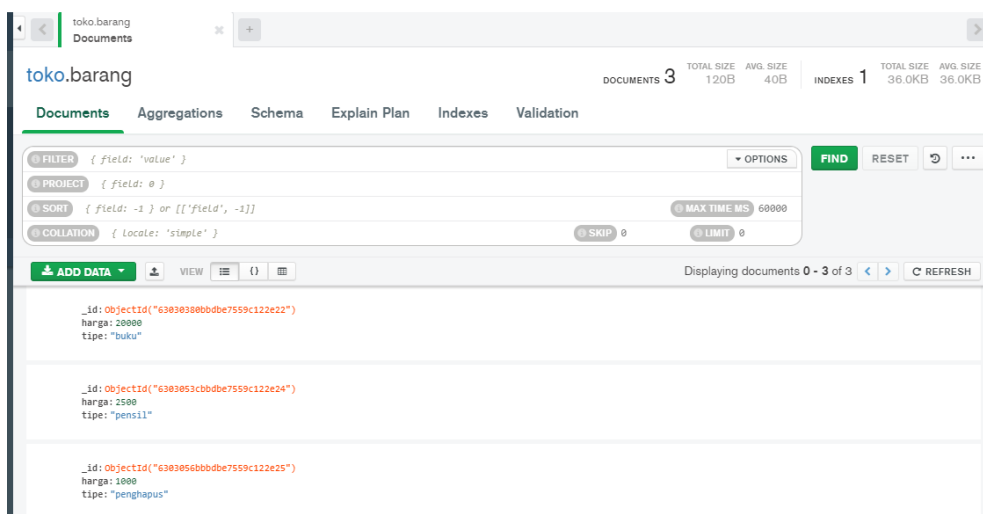 toko.barang
Documents
toko.barang
DOCUMENTS 3 TOTAL SIZE 120B AVG. SIZE 40B INDEXES 1 TOTAL SIZE 36.0KB AVG. SIZE 36.0KB
Documents Aggregations Schema Explain Plan Indexes Validation
FILTER { field: 'value' } OPTIONS FIND RESET
PROJECT { field: 0 }
SORT { field: -1 } or [['field', -1]] MAX TIME MS 60000
COLLATION { locale: 'simple' } SKIP 0 LIMIT 0
ADD DATA VIEW {} Displaying documents 0 - 3 of 3 < > REFRESH
_id: ObjectId("63030380bbdbe7559c122e22")
harga: 20000
tipe: "buku"
_id: ObjectId("6303053cbbdbe7559c122e24")
harga: 2500
tipe: "pensil"
_id: ObjectId("6303056bbbdbe7559c122e25")
harga: 1000
tipe: "penghapus"